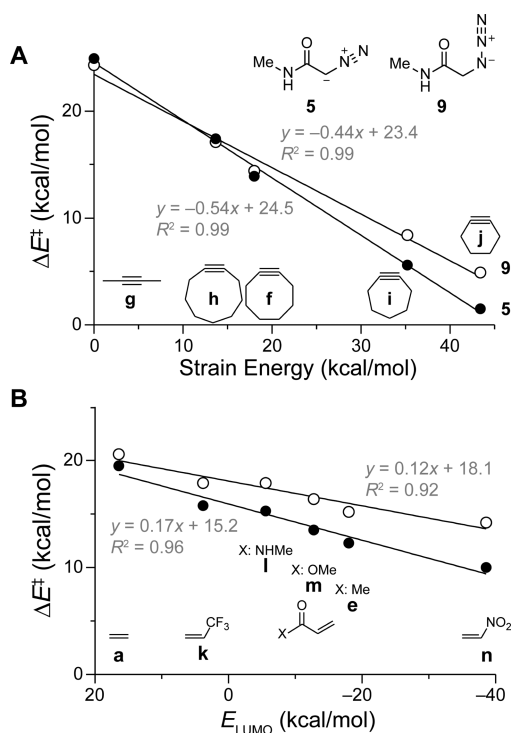 A
N
N
+
N
N
+
O
N
−
O
Me
N
H
−
Me
N
H
5
9
20
y = −0.44x + 23.4
R² = 0.99
ΔE‡ (kcal/mol)
10
y = −0.54x + 24.5
R² = 0.99
j
9
g
h
f
i
5
0
0
10
20
30
40
Strain Energy (kcal/mol)
B
20
y = 0.12x + 18.1
R² = 0.92
y = 0.17x + 15.2
R² = 0.96
ΔE‡ (kcal/mol)
X: NHMe
l
10
X: OMe
m
X: Me
e
O
CF₃
X
NO₂
a
k
n
0
20
0
−20
−40
E_LUMO (kcal/mol)